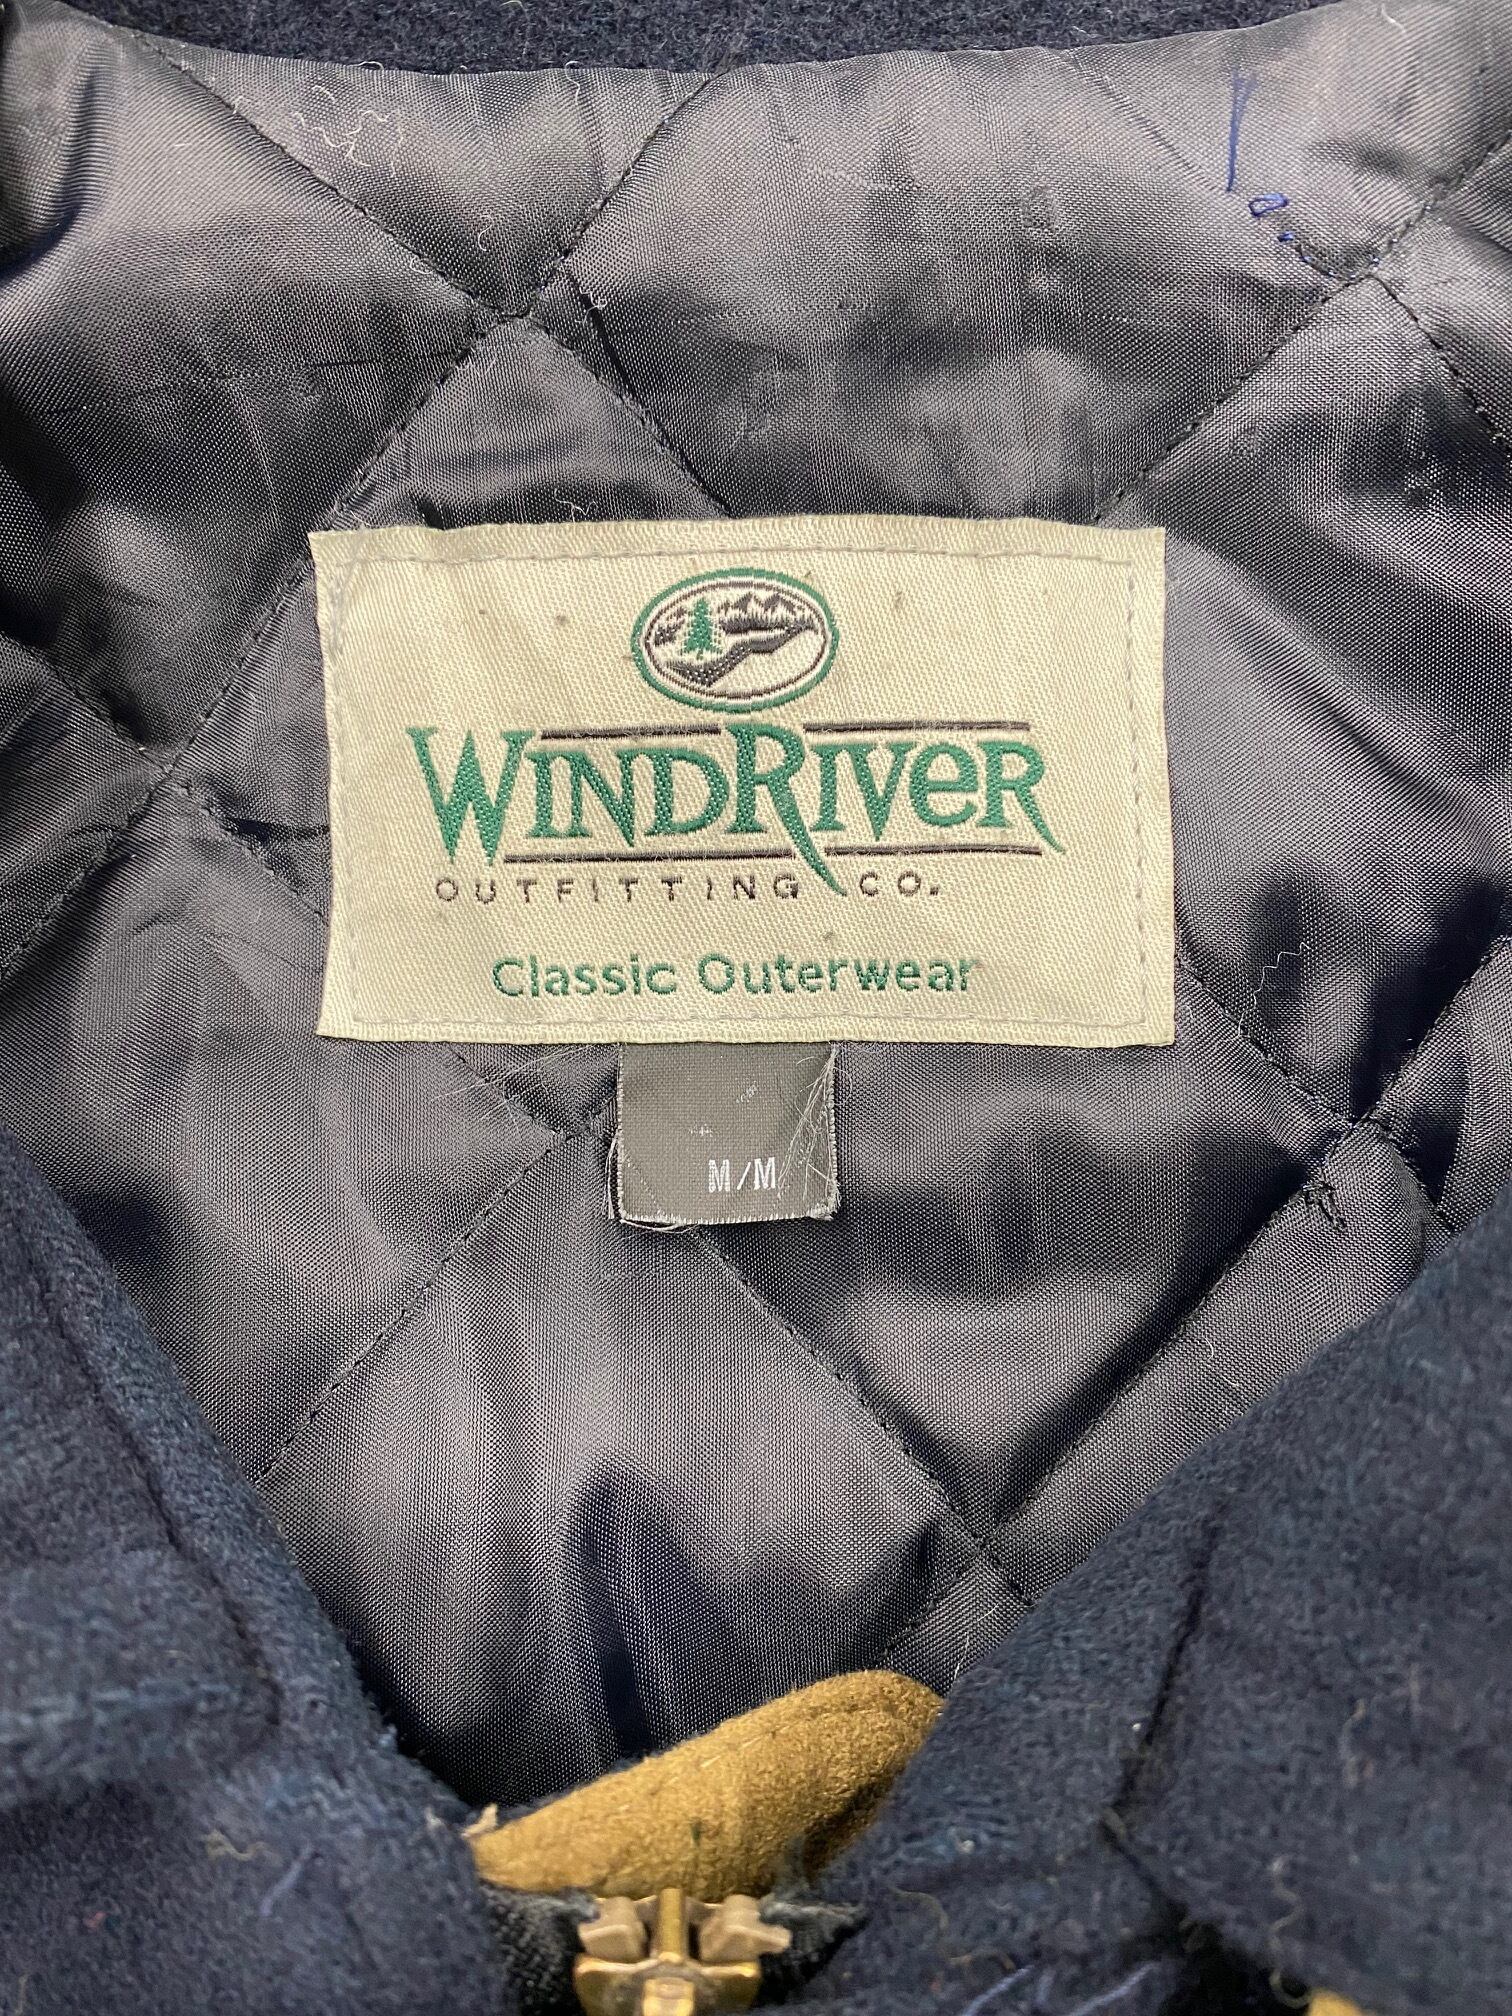 WINDRIVER
OUTFITTING CO.
Classic Outerwear
M/M